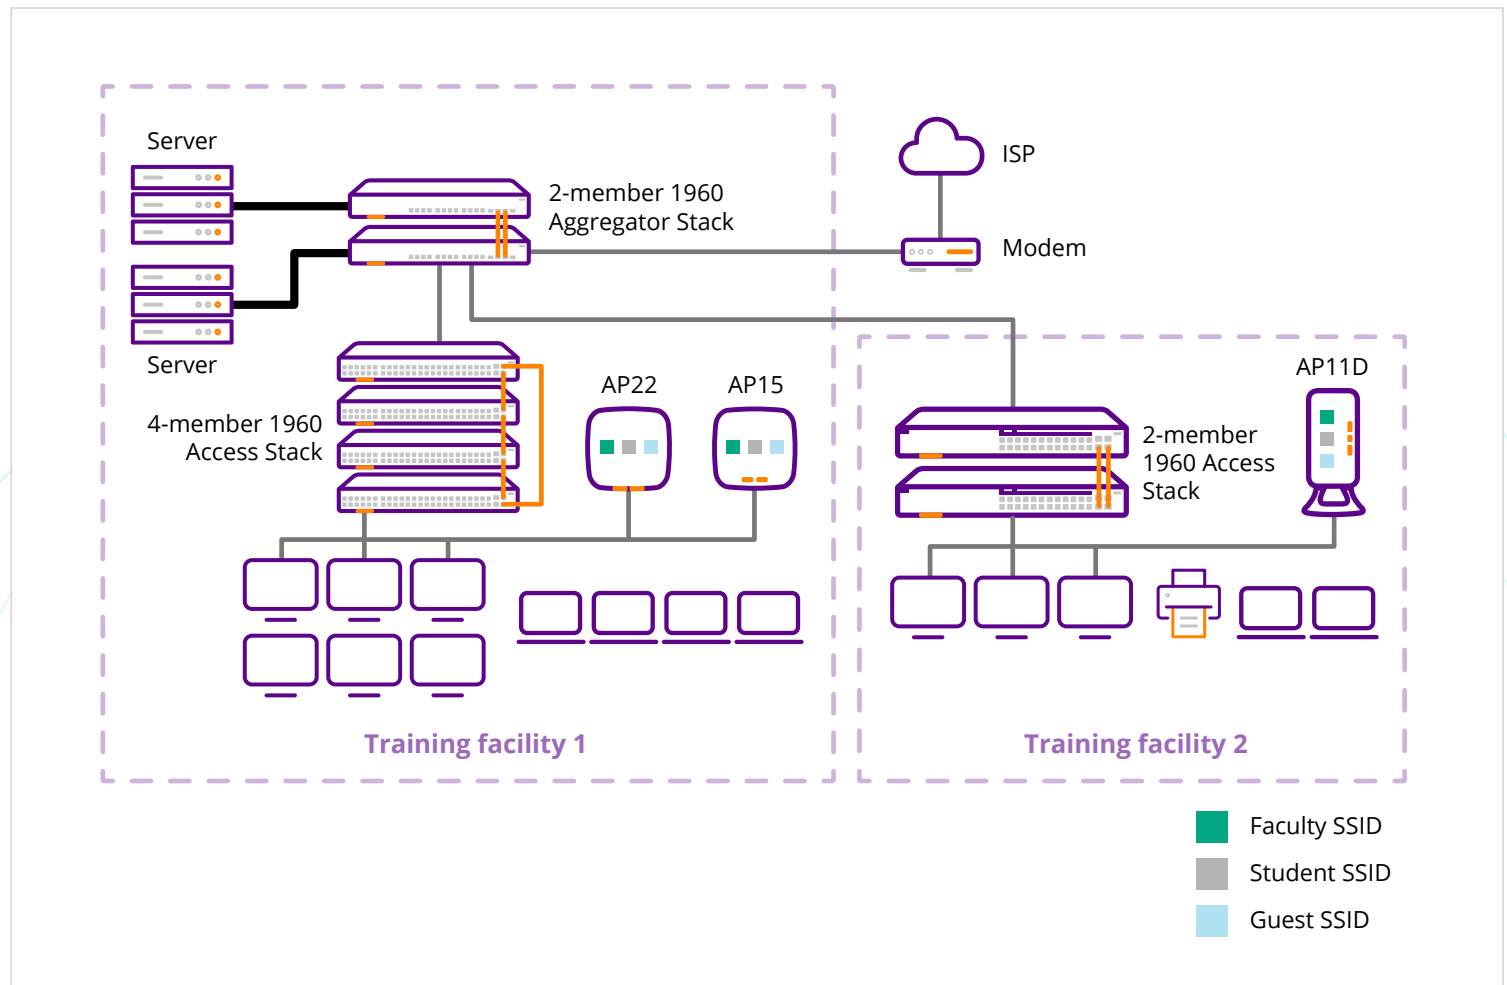 Server
2-member 1960
Aggregator Stack
ISP
Modem
Server
4-member 1960
Access Stack
AP22
AP15
AP11D
2-member
1960 Access
Stack
Training facility 1
Training facility 2
Faculty SSID
Student SSID
Guest SSID